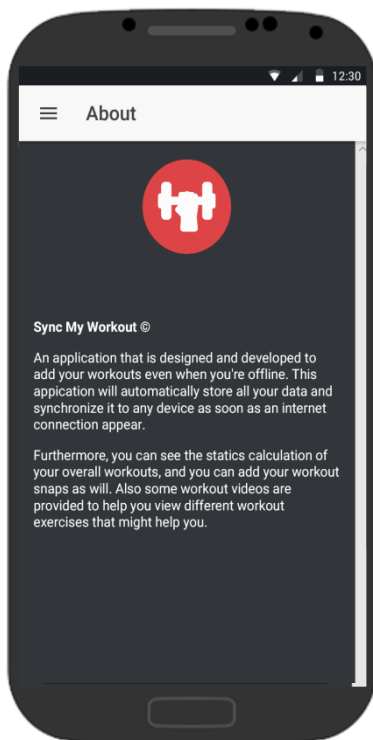 12:30
About
Sync My Workout ©
An application that is designed and developed to
add your workouts even when you're offline. This
appication will automatically store all your data and
synchronize it to any device as soon as an internet
connection appear.
Furthermore, you can see the statics calculation of
your overall workouts, and you can add your workout
snaps as will. Also some workout videos are
provided to help you view different workout
exercises that might help you.